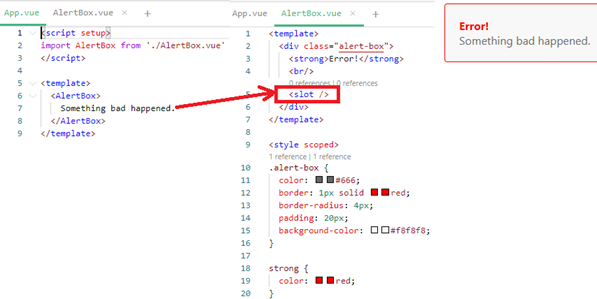 App.vue AlertBox.vue × +
1 <script setup>
2 import AlertBox from './AlertBox.vue'
3 </script>
4
5 <template>
6 <AlertBox>
7 Something bad happened.
8 </AlertBox>
9 </template>
App.vue AlertBox.vue × +
1 <template>
2 <div class="alert-box">
3 <strong>Error!</strong>
4 <br/>
0 references | 0 references
5 <slot />
6 </div>
7 </template>
8
9 <style scoped>
1 reference | 1 reference
10 .alert-box {
11 color: #666;
12 border: 1px solid red;
13 border-radius: 4px;
14 padding: 20px;
15 background-color: #f8f8f8;
16 }
17
18 strong {
19 color: red;
20 }
Error!
Something bad happened.